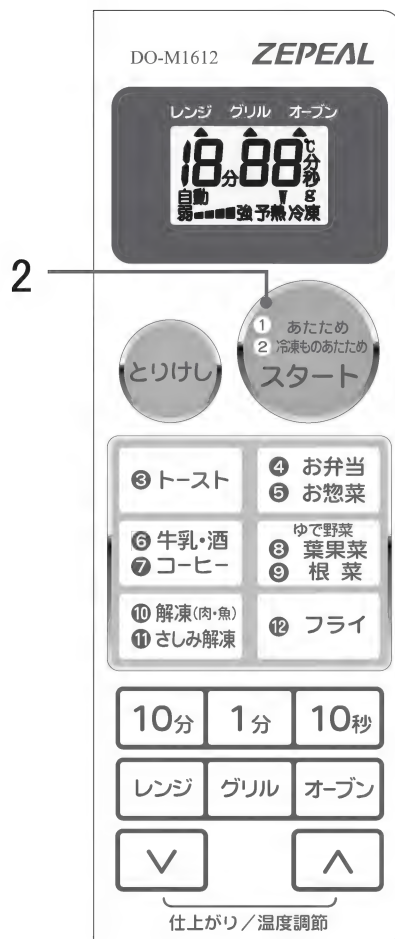 DO-M1612 ZEPEAL
レンジ グリル オーブン
18分88℃分秒g
自動
弱 強 予熱 冷凍
2
① あたため
② 冷凍もののあたため
スタート
とりけし
❸ トースト
❹ お弁当
❺ お惣菜
❻ 牛乳・酒
❼ コーヒー
ゆで野菜
❽ 葉果菜
❾ 根菜
❿ 解凍(肉・魚)
⓫ さしみ解凍
⓬ フライ
10分 1分 10秒
レンジ グリル オーブン
仕上がり／温度調節